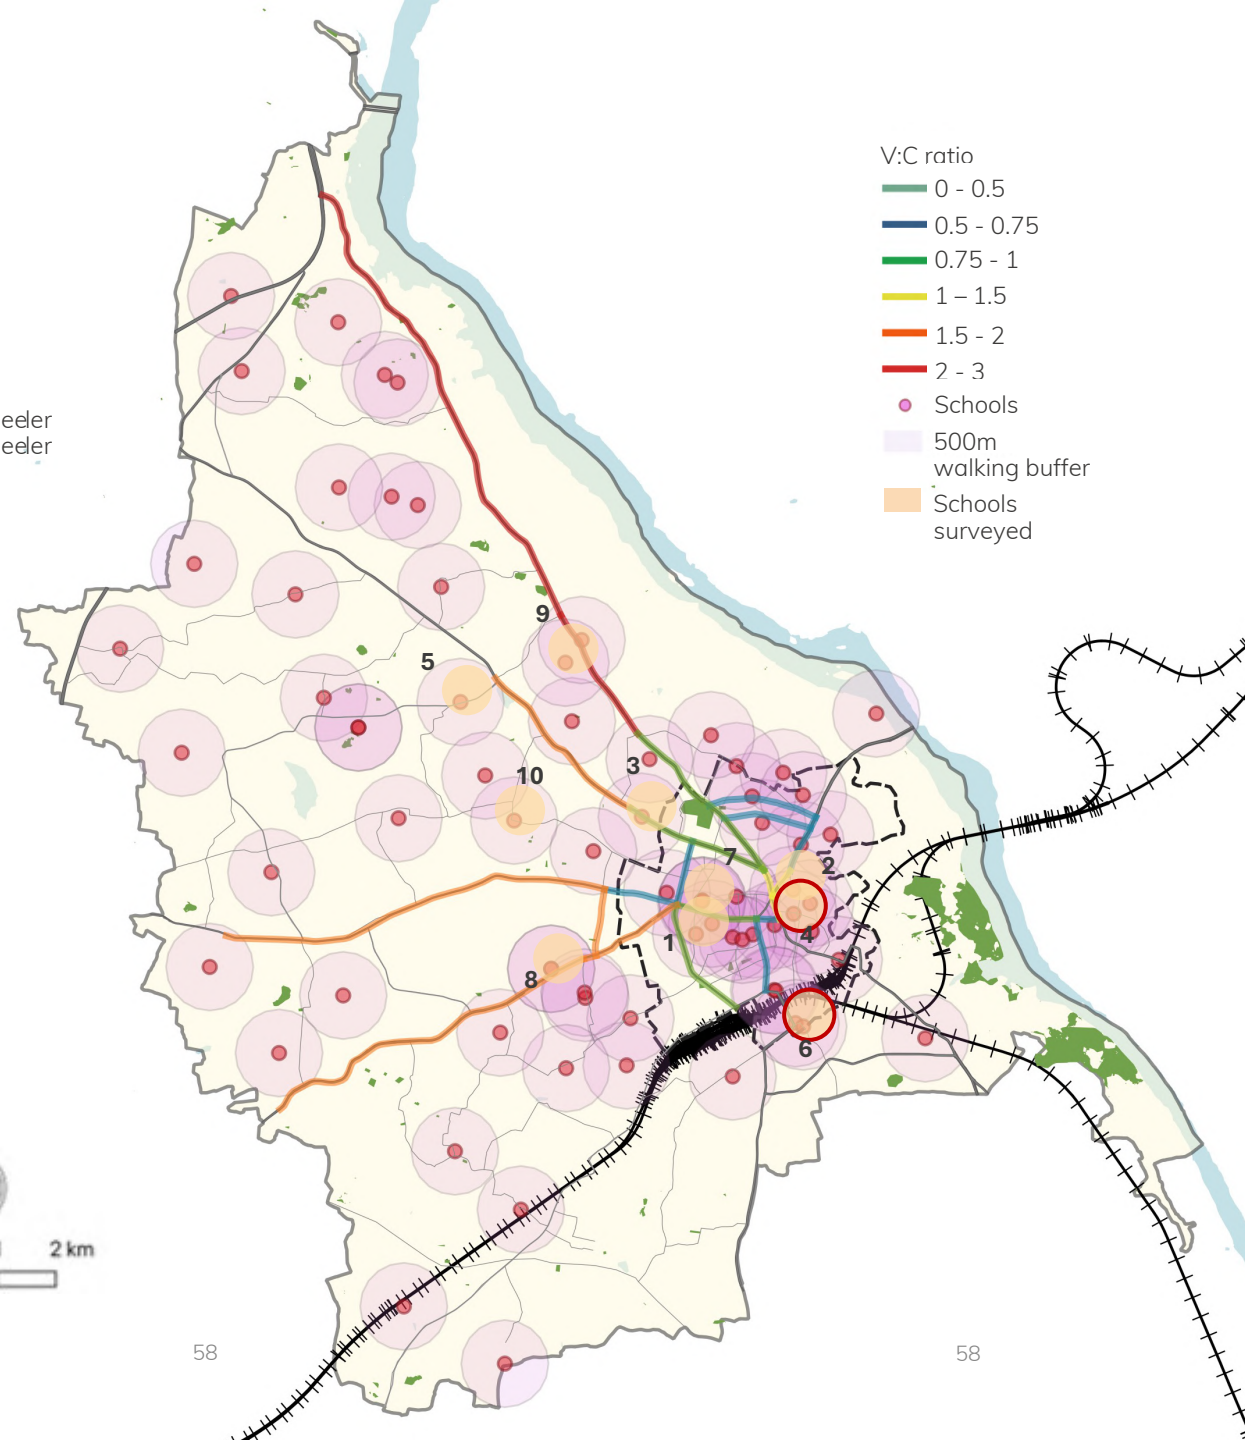 V:C ratio
0 - 0.5
0.5 - 0.75
0.75 - 1
1 – 1.5
1.5 - 2
2 - 3
Schools
500m
walking buffer
Schools
surveyed
eeler
eeler
9
5
3
10
7
2
1
4
8
6
2 km
58
58